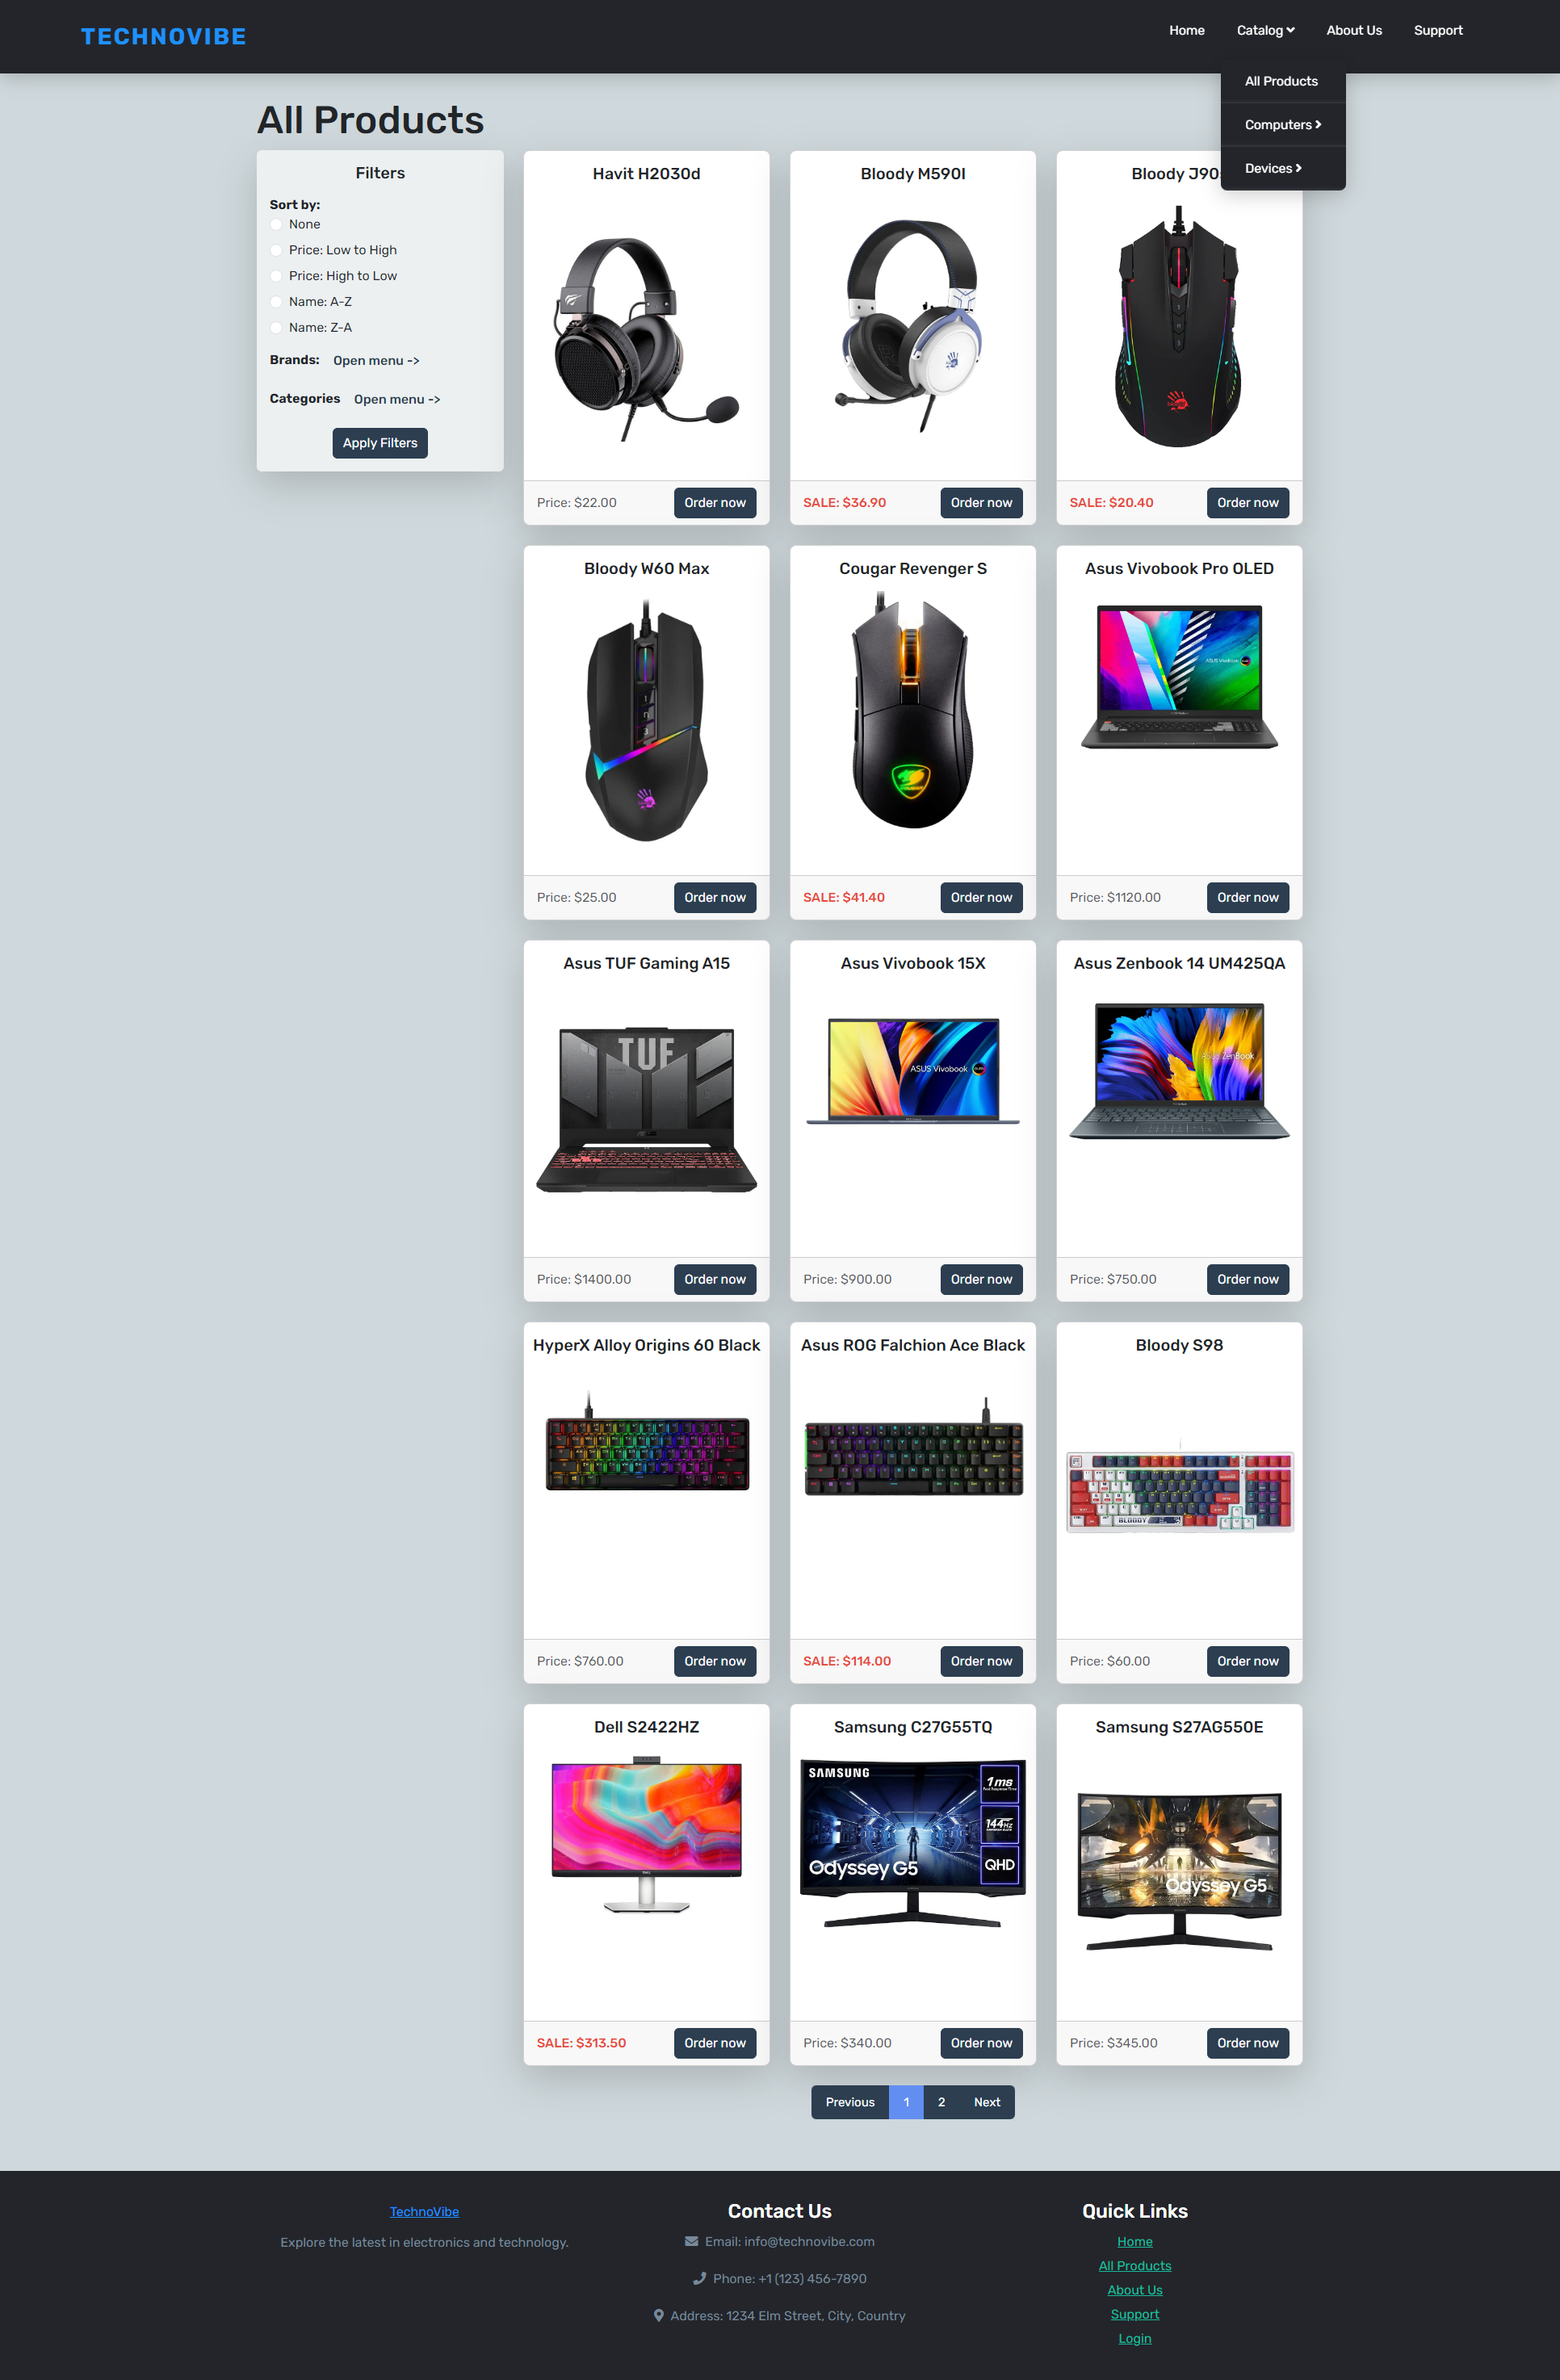 TECHNOVIBE
Home
Catalog
About Us
Support
All Products
Computers
Devices
All Products
Filters
Sort by:
None
Price: Low to High
Price: High to Low
Name: A-Z
Name: Z-A
Brands: Open menu ->
Categories Open menu ->
Apply Filters
Havit H2030d
Price: $22.00
Order now
Bloody M590I
SALE: $36.90
Order now
Bloody J90
SALE: $20.40
Order now
Bloody W60 Max
Price: $25.00
Order now
Cougar Revenger S
SALE: $41.40
Order now
Asus Vivobook Pro OLED
ASUS Vivobook
Price: $1120.00
Order now
Asus TUF Gaming A15
TUF
Price: $1400.00
Order now
Asus Vivobook 15X
ASUS Vivobook
Price: $900.00
Order now
Asus Zenbook 14 UM425QA
ASUS ZenBook
Price: $750.00
Order now
HyperX Alloy Origins 60 Black
Price: $760.00
Order now
Asus ROG Falchion Ace Black
SALE: $114.00
Order now
Bloody S98
BLOODY
Price: $60.00
Order now
Dell S2422HZ
SALE: $313.50
Order now
Samsung C27G55TQ
SAMSUNG
1ms
144HZ
QHD
Odyssey G5
Price: $340.00
Order now
Samsung S27AG550E
Odyssey G5
Price: $345.00
Order now
Previous
1
2
Next
TechnoVibe
Explore the latest in electronics and technology.
Contact Us
Email: info@technovibe.com
Phone: +1 (123) 456-7890
Address: 1234 Elm Street, City, Country
Quick Links
Home
All Products
About Us
Support
Login